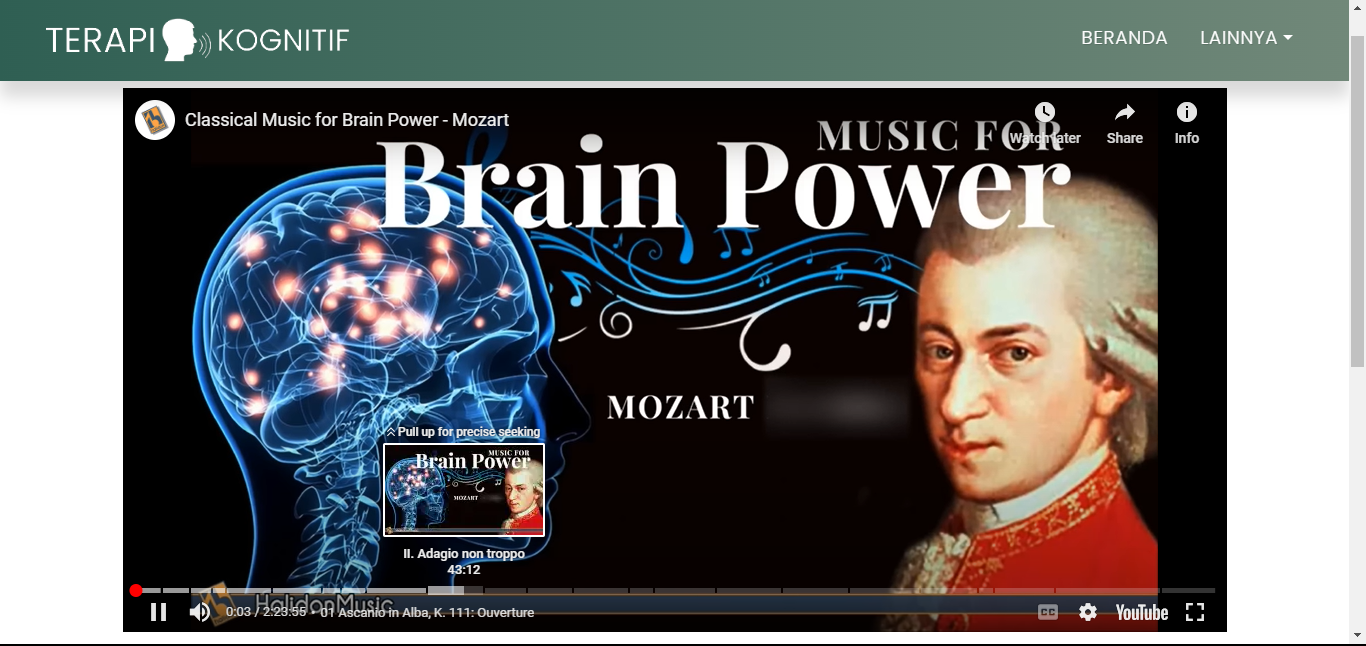 TERAPI KOGNITIF
BERANDA
LAINNYA
Classical Music for Brain Power - Mozart
Watch later
Share
Info
MUSIC FOR
Brain Power
MOZART
Pull up for precise seeking
MUSIC FOR
Brain Power
MOZART
II. Adagio non troppo
43:12
HalidonMusic
0:03 / 2:23:55 • 01 Ascanio in Alba, K. 111: Ouverture
CC
YouTube